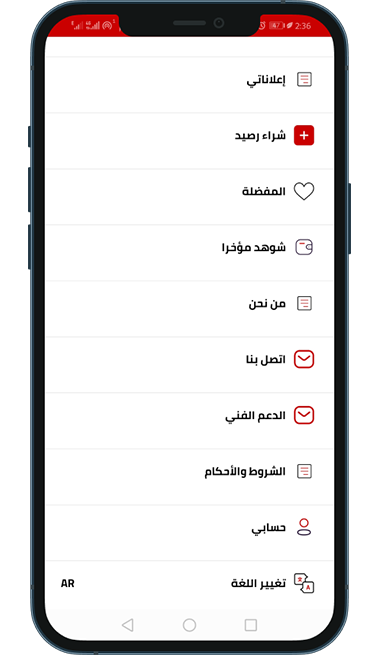 2:36
إعلاناتي
شراء رصيد
المفضلة
شوهد مؤخرا
من نحن
اتصل بنا
الدعم الفني
الشروط والأحكام
حسابي
تغيير اللغة
AR